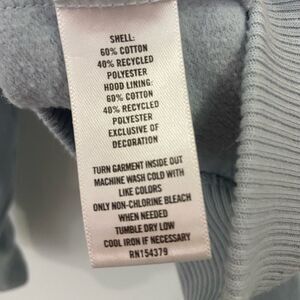 SHELL:
60% COTTON
40% RECYCLED
POLYESTER
HOOD LINING:
60% COTTON
40% RECYCLED
POLYESTER
EXCLUSIVE OF
DECORATION
TURN GARMENT INSIDE OUT
MACHINE WASH COLD WITH
LIKE COLORS
ONLY NON-CHLORINE BLEACH
WHEN NEEDED
TUMBLE DRY LOW
COOL IRON IF NECESSARY
RN154379